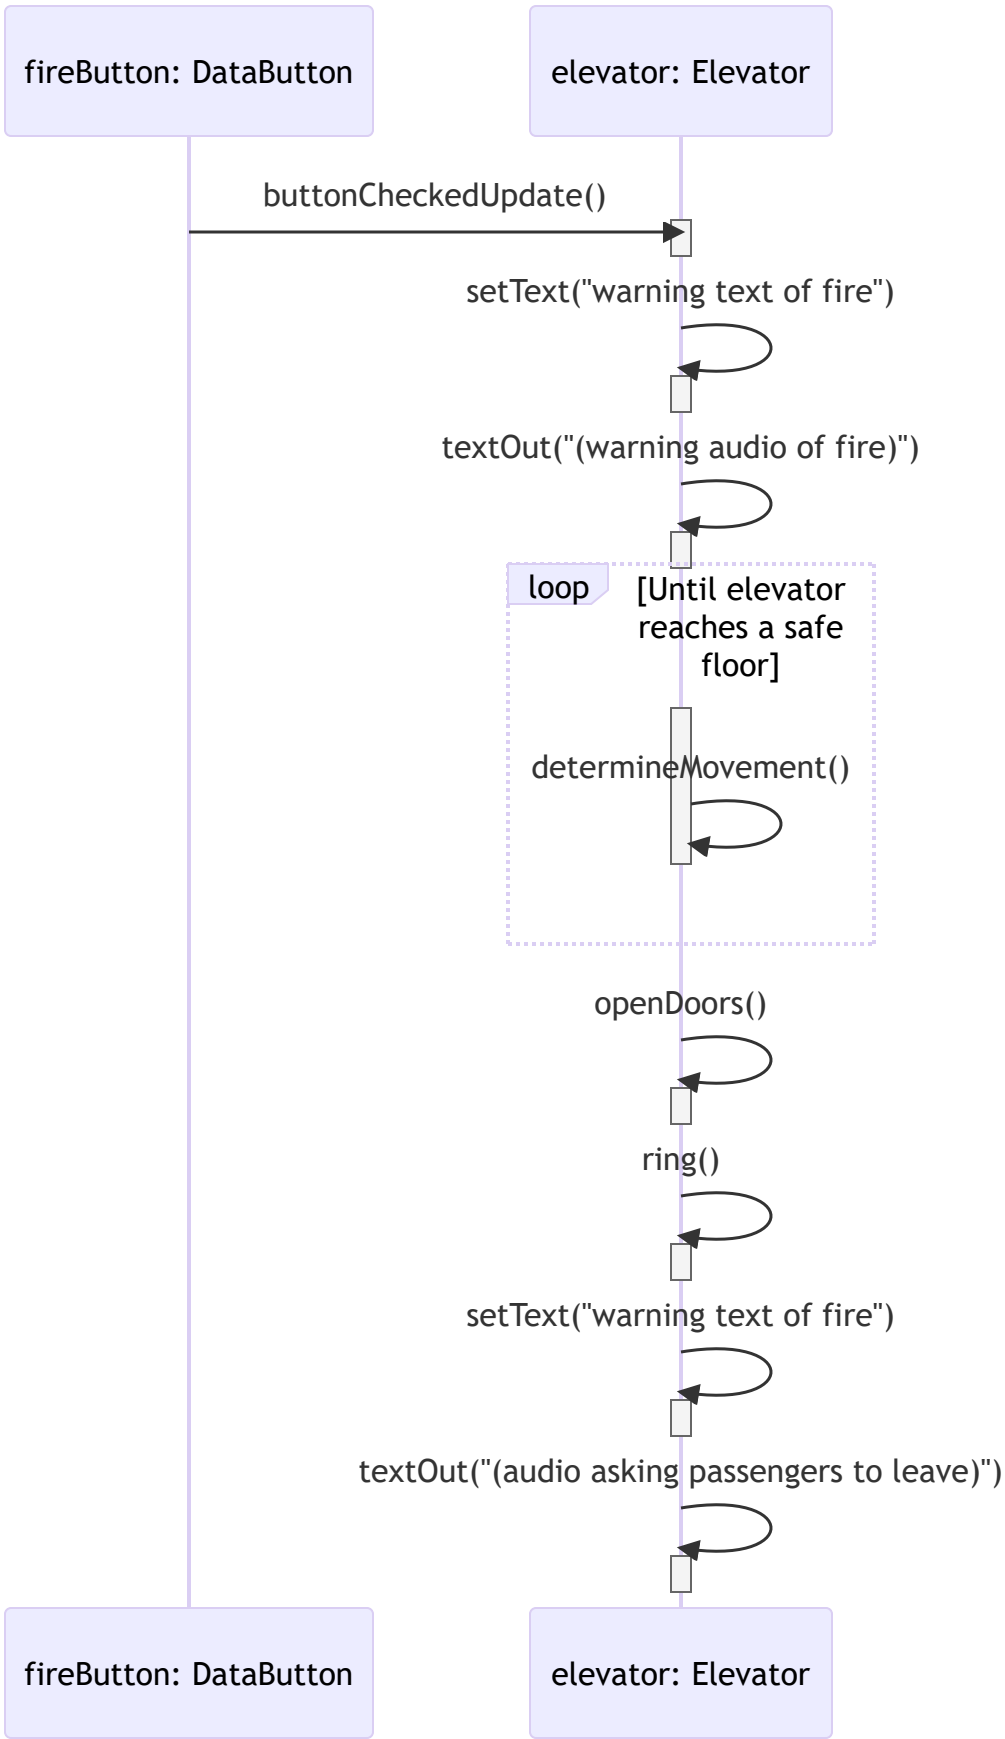 fireButton: DataButton
elevator: Elevator
buttonCheckedUpdate()
setText("warning text of fire")
textOut("(warning audio of fire)")
loop
[Until elevator
reaches a safe
floor]
determineMovement()
openDoors()
ring()
setText("warning text of fire")
textOut("(audio asking passengers to leave)")
fireButton: DataButton
elevator: Elevator